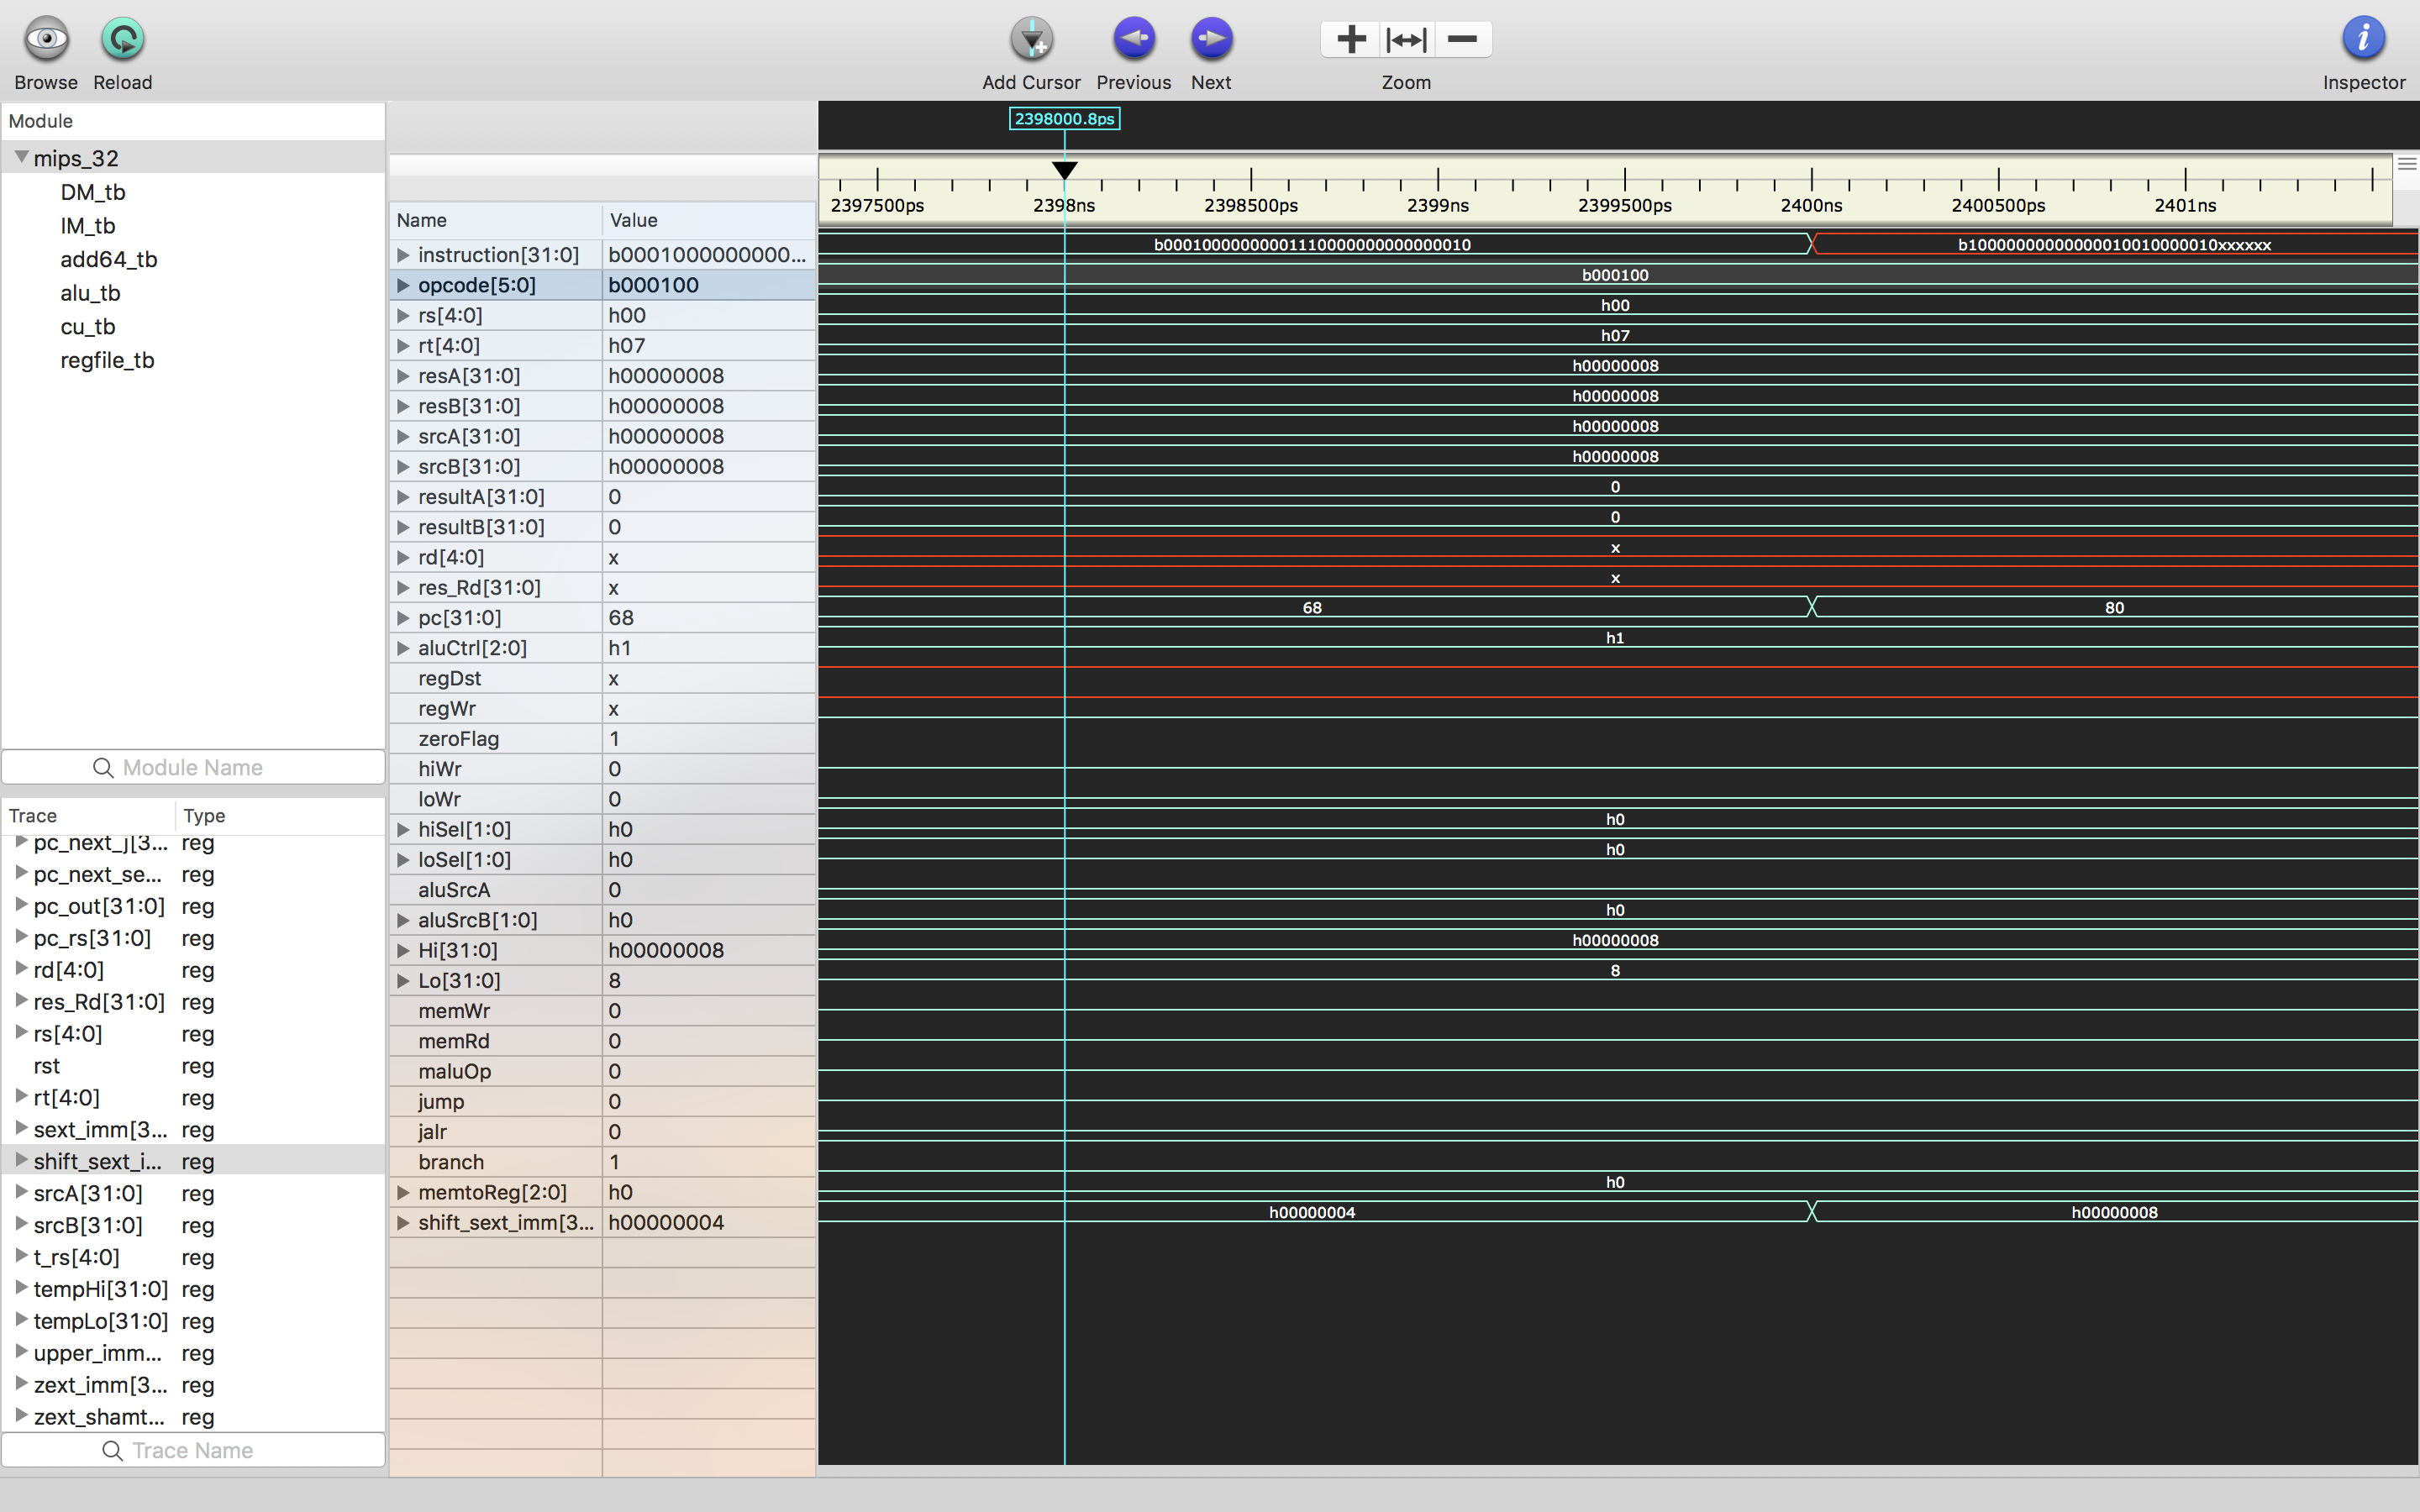 Browse Reload Add Cursor Previous Next Zoom Inspector
Module
mips_32
DM_tb
IM_tb
add64_tb
alu_tb
cu_tb
regfile_tb
Module Name
Trace Type
pc_next_j[3... reg
pc_next_se... reg
pc_out[31:0] reg
pc_rs[31:0] reg
rd[4:0] reg
res_Rd[31:0] reg
rs[4:0] reg
rst reg
rt[4:0] reg
sext_imm[3... reg
shift_sext_i... reg
srcA[31:0] reg
srcB[31:0] reg
t_rs[4:0] reg
tempHi[31:0] reg
tempLo[31:0] reg
upper_imm... reg
zext_imm[3... reg
zext_shamt... reg
Trace Name
Name Value
instruction[31:0] b0001000000000...
opcode[5:0] b000100
rs[4:0] h00
rt[4:0] h07
resA[31:0] h00000008
resB[31:0] h00000008
srcA[31:0] h00000008
srcB[31:0] h00000008
resultA[31:0] 0
resultB[31:0] 0
rd[4:0] x
res_Rd[31:0] x
pc[31:0] 68
aluCtrl[2:0] h1
regDst x
regWr x
zeroFlag 1
hiWr 0
loWr 0
hiSel[1:0] h0
loSel[1:0] h0
aluSrcA 0
aluSrcB[1:0] h0
Hi[31:0] h00000008
Lo[31:0] 8
memWr 0
memRd 0
maluOp 0
jump 0
jalr 0
branch 1
memtoReg[2:0] h0
shift_sext_imm[3... h00000004
2398000.8ps
2397500ps 2398ns 2398500ps 2399ns 2399500ps 2400ns 2400500ps 2401ns
b00010000000001110000000000000010 b10000000000000010010000010xxxxxx
b000100
h00
h07
h00000008
h00000008
h00000008
h00000008
0
0
x
x
68 80
h1
h0
h0
h0
h00000008
8
h0
h00000004 h00000008